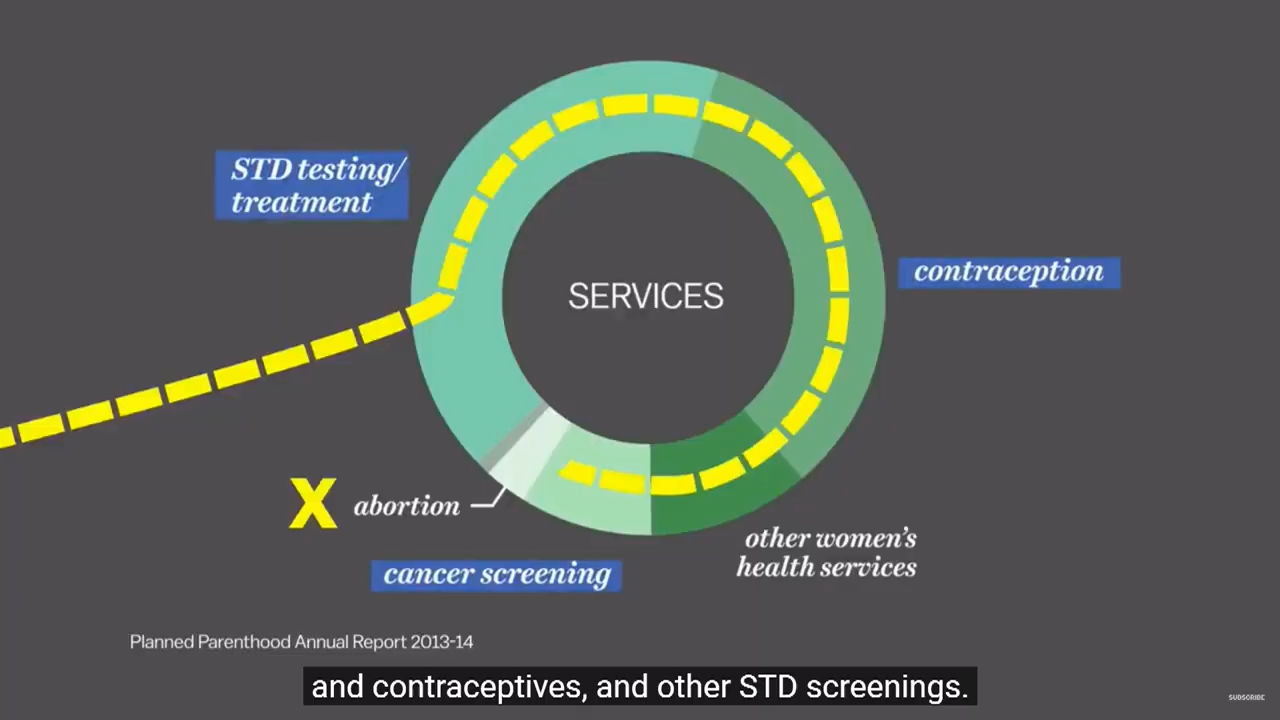 STD testing/
treatment
contraception
SERVICES
X abortion
other women's
health services
cancer screening
Planned Parenthood Annual Report 2013-14
and contraceptives, and other STD screenings.
SUBSCRIBE